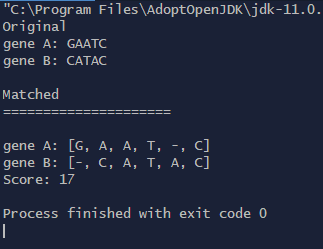 "C:\Program Files\AdoptOpenJDK\jdk-11.0.
Original
gene A: GAATC
gene B: CATAC
Matched
=====================
gene A: [G, A, A, T, -, C]
gene B: [-, C, A, T, A, C]
Score: 17
Process finished with exit code 0